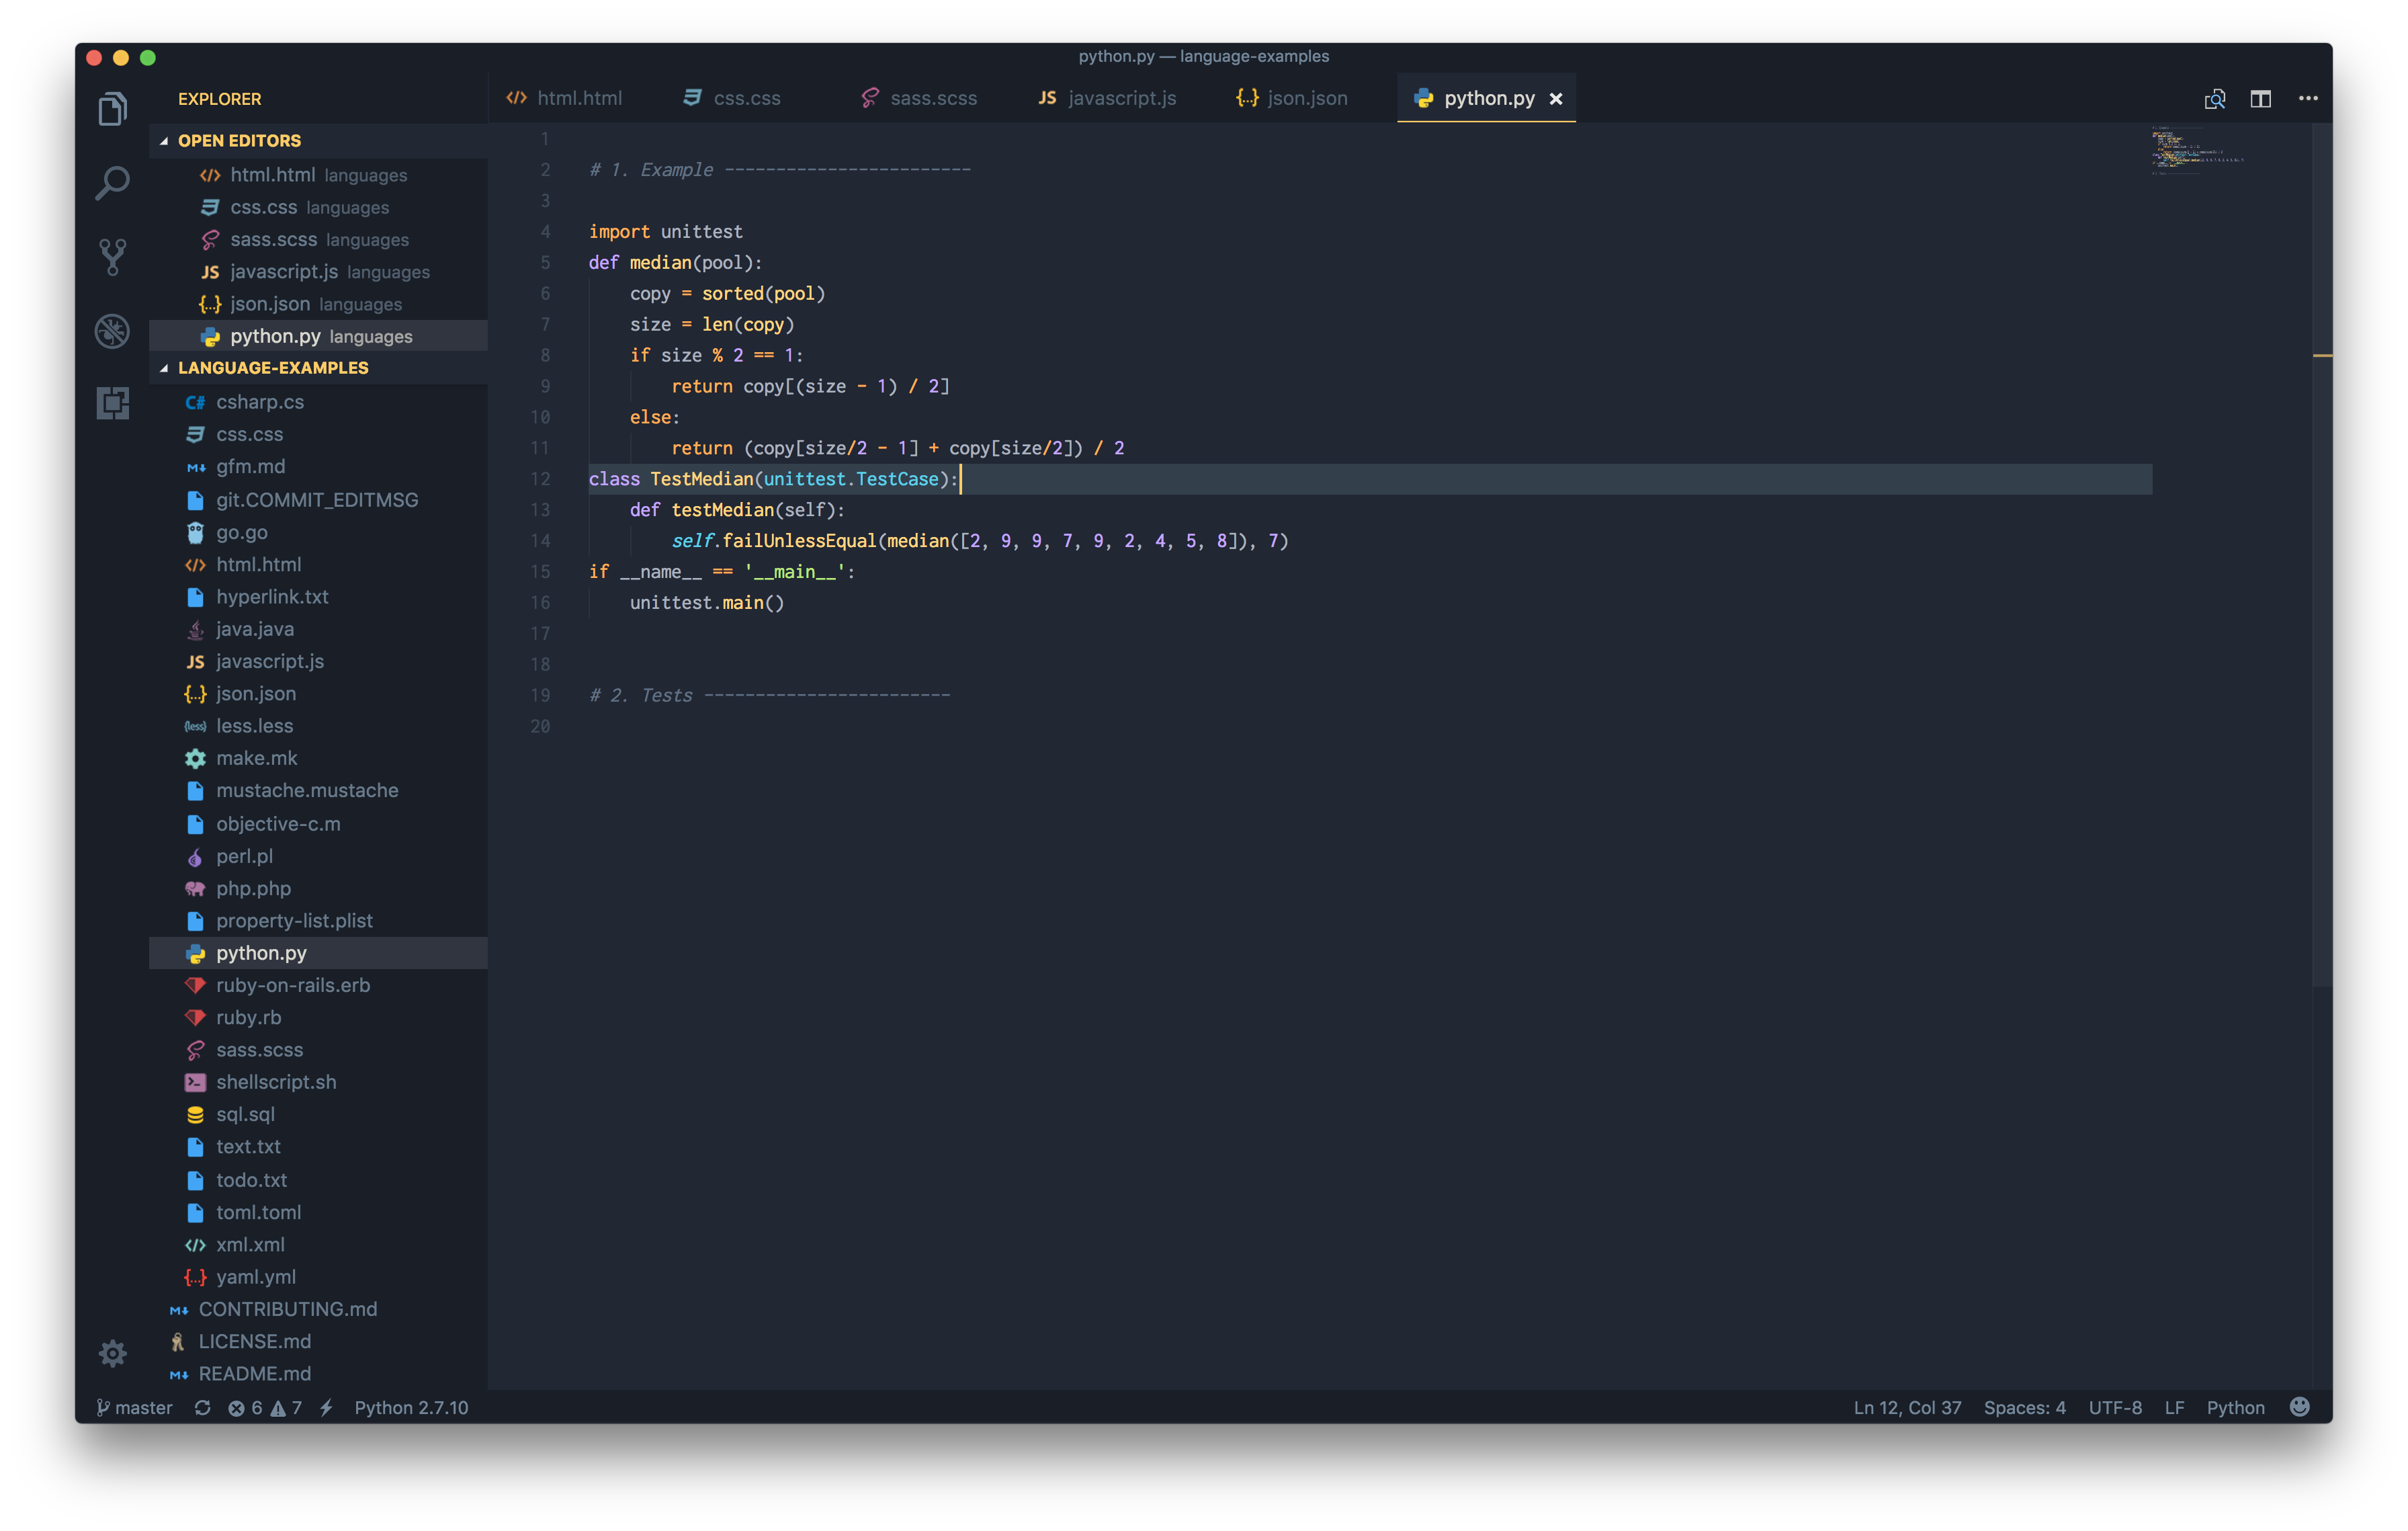 python.py — language-examples
EXPLORER
OPEN EDITORS
html.html languages
css.css languages
sass.scss languages
JS javascript.js languages
{..} json.json languages
python.py languages
LANGUAGE-EXAMPLES
C# csharp.cs
css.css
M↓ gfm.md
git.COMMIT_EDITMSG
go.go
</> html.html
hyperlink.txt
java.java
JS javascript.js
{..} json.json
{less} less.less
make.mk
mustache.mustache
objective-c.m
perl.pl
php.php
property-list.plist
python.py
ruby-on-rails.erb
ruby.rb
sass.scss
shellscript.sh
sql.sql
text.txt
todo.txt
toml.toml
</> xml.xml
{..} yaml.yml
M↓ CONTRIBUTING.md
LICENSE.md
M↓ README.md
</> html.html css.css sass.scss JS javascript.js {..} json.json python.py ×
1
2 # 1. Example ------------------------
3
4 import unittest
5 def median(pool):
6     copy = sorted(pool)
7     size = len(copy)
8     if size % 2 == 1:
9         return copy[(size - 1) / 2]
10     else:
11         return (copy[size/2 - 1] + copy[size/2]) / 2
12 class TestMedian(unittest.TestCase):
13     def testMedian(self):
14         self.failUnlessEqual(median([2, 9, 9, 7, 9, 2, 4, 5, 8]), 7)
15 if __name__ == '__main__':
16     unittest.main()
17
18
19 # 2. Tests ------------------------
20
master 6 7 Python 2.7.10 Ln 12, Col 37 Spaces: 4 UTF-8 LF Python